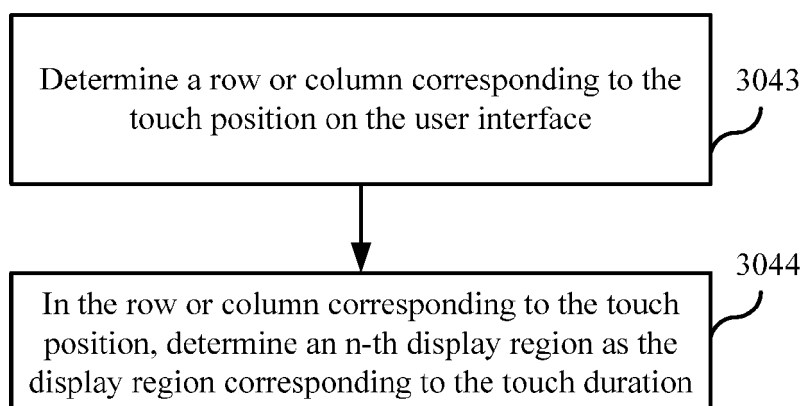 Determine a row or column corresponding to the
touch position on the user interface
3043
3044
In the row or column corresponding to the touch
position, determine an n-th display region as the
display region corresponding to the touch duration